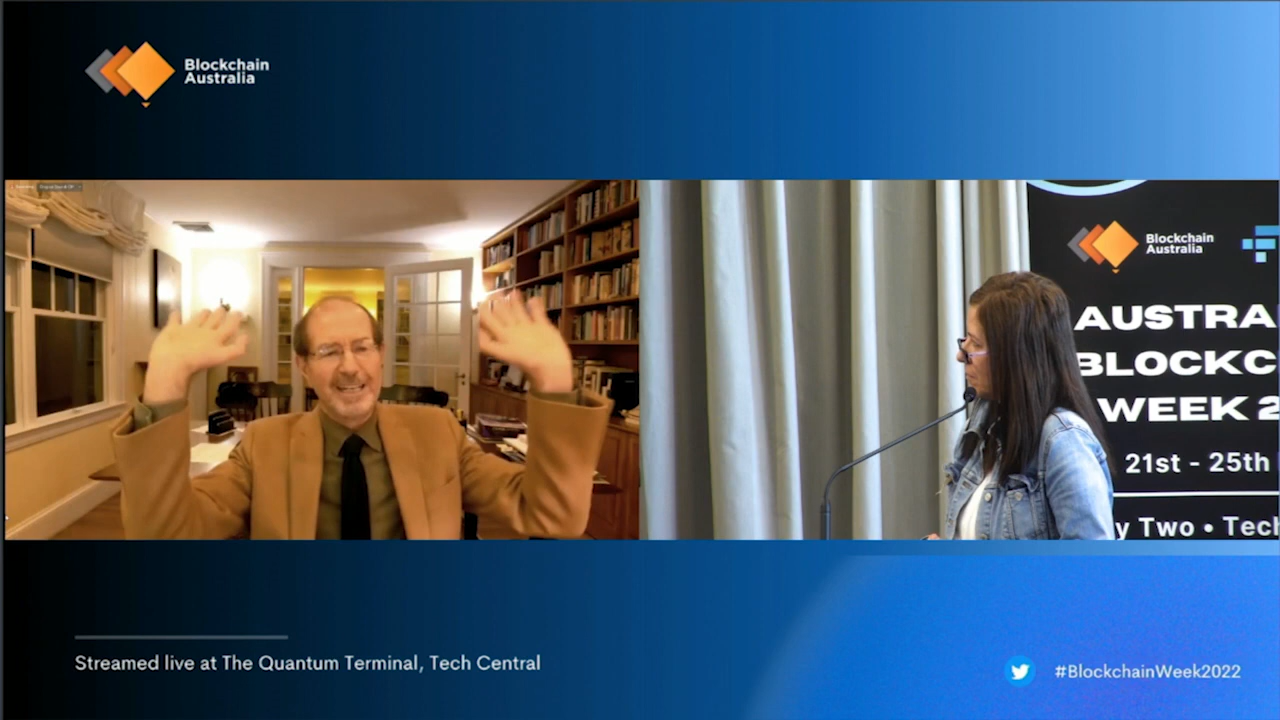 Blockchain
Australia
Blockchain
Australia
AUSTRA
BLOCKC
WEEK 2
21st - 25th
y Two • Tech
Streamed live at The Quantum Terminal, Tech Central
#BlockchainWeek2022